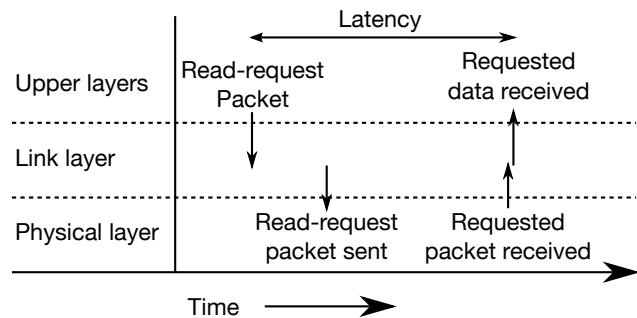 Latency
Upper layers
Read-request
Packet
Requested
data received
Link layer
Physical layer
Read-request
packet sent
Requested
packet received
Time